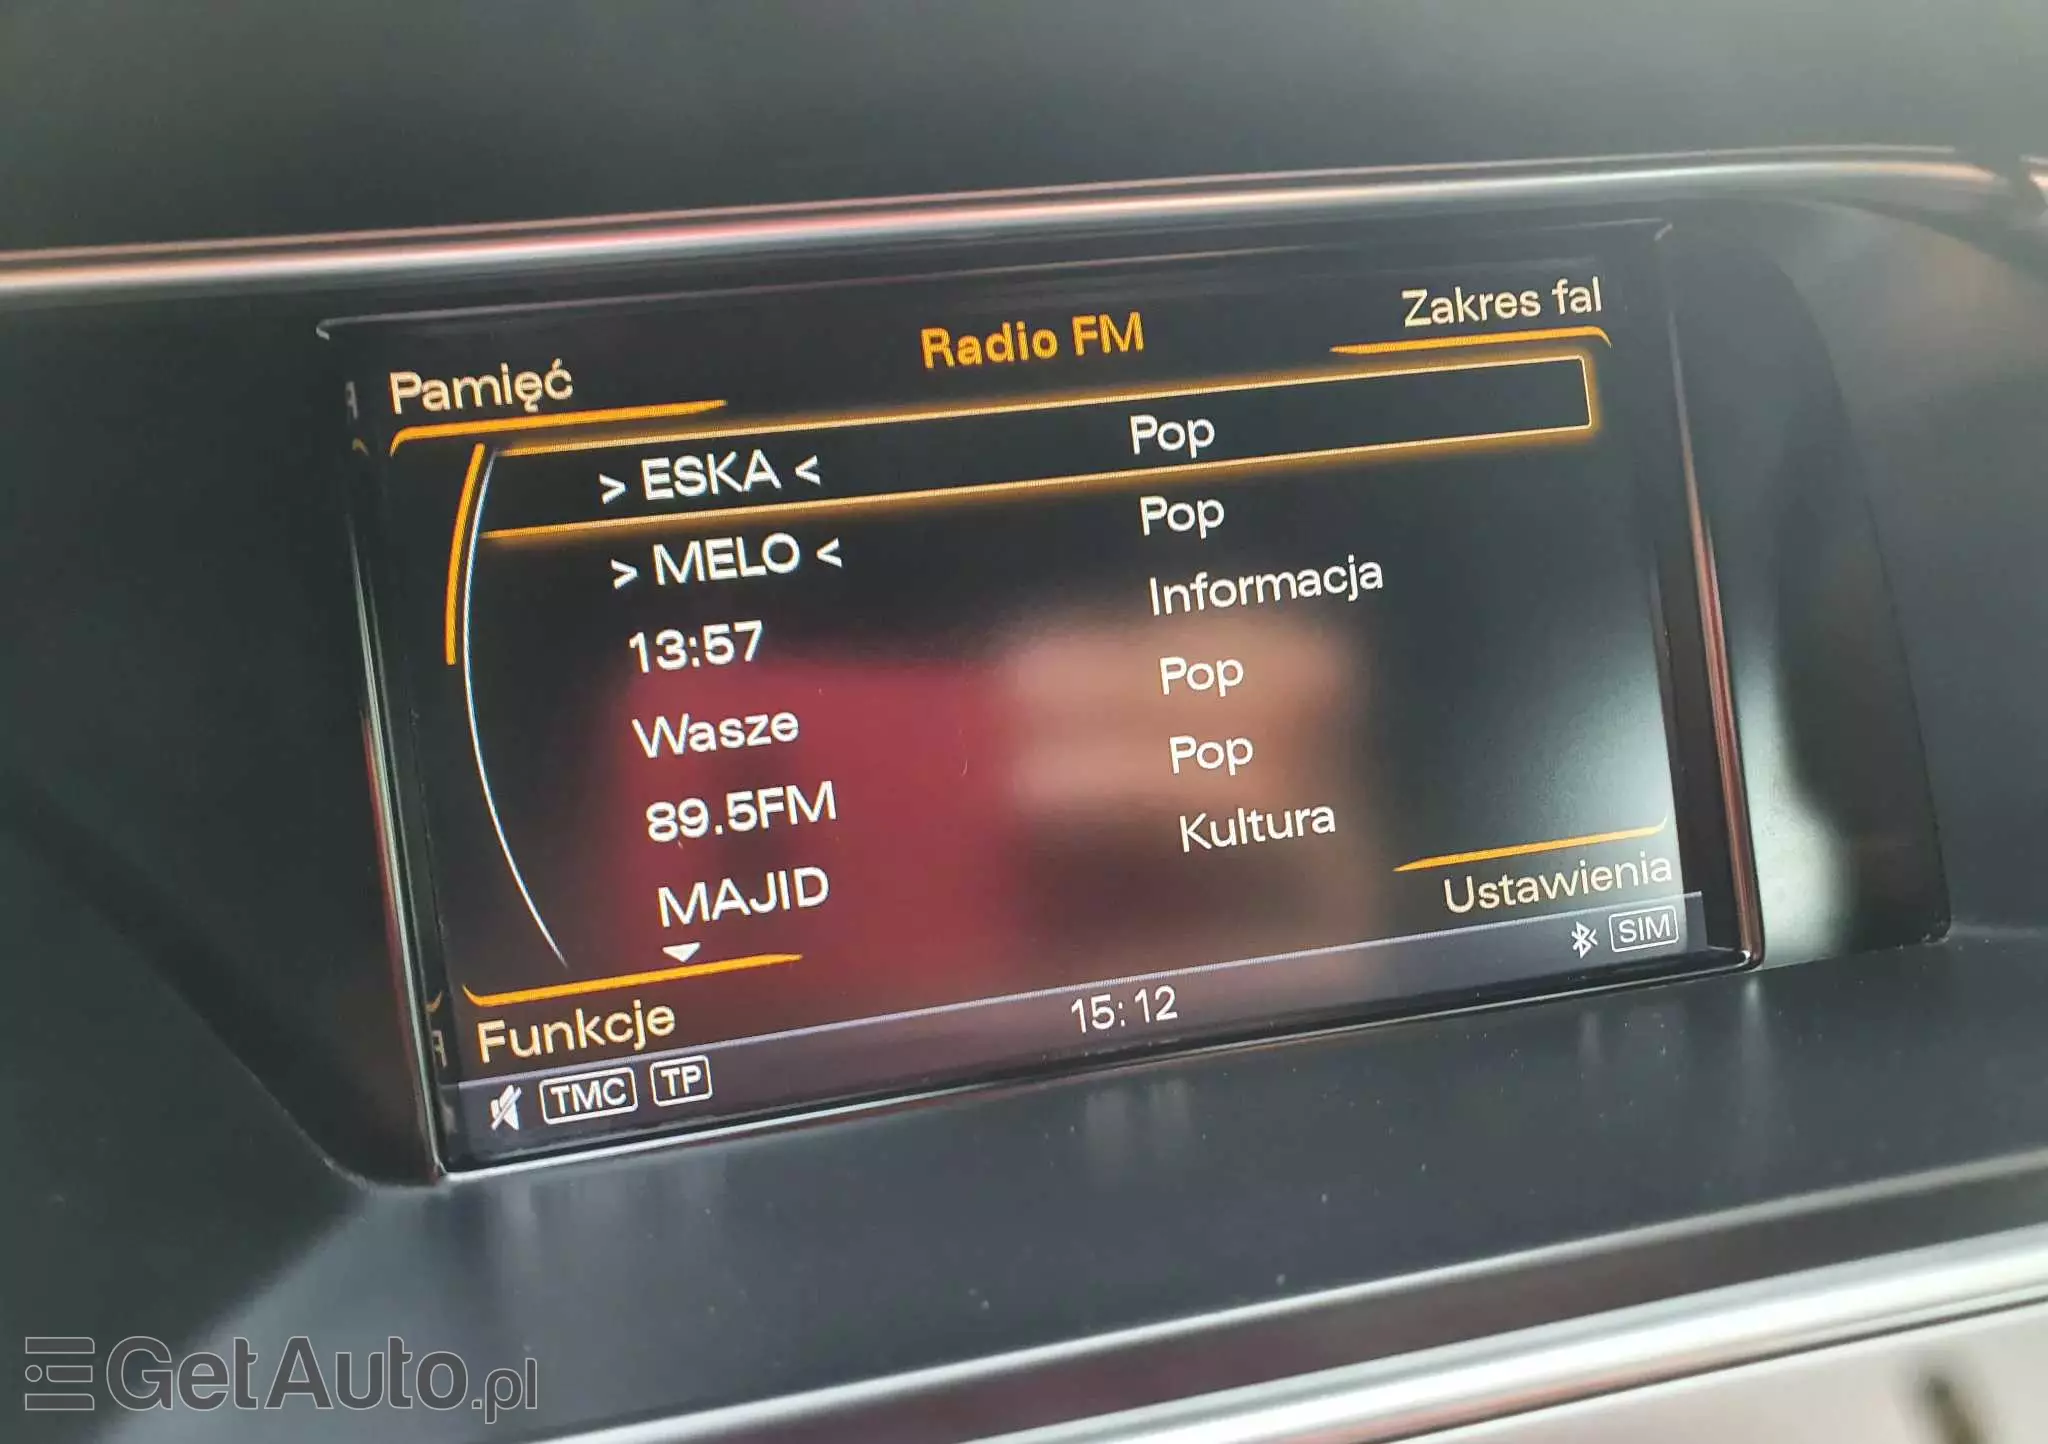 Pamięć
Radio FM
Zakres fal
> ESKA < Pop
> MELO < Pop
13:57 Informacja
Wasze Pop
89.5FM Pop
MAJID Kultura
Funkcje
Ustawienia
TMC TP 15:12 SIM
GetAuto.pl